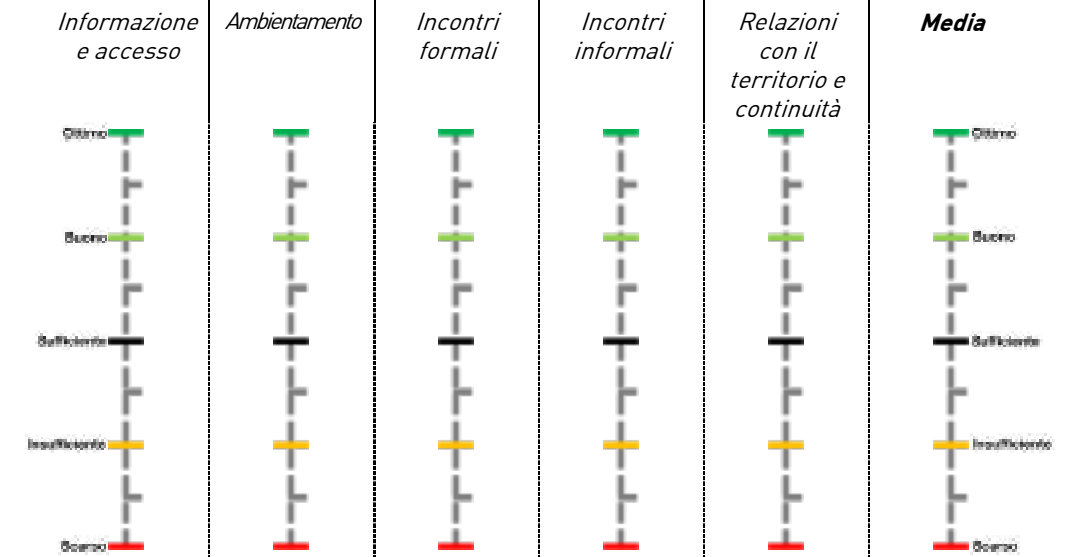 Informazione
e accesso
Ambientamento
Incontri
formali
Incontri
informali
Relazioni
con il
territorio e
continuità
Media
Ottimo
Ottimo
Buono
Buono
Sufficiente
Sufficiente
Insufficiente
Insufficiente
Scarso
Scarso